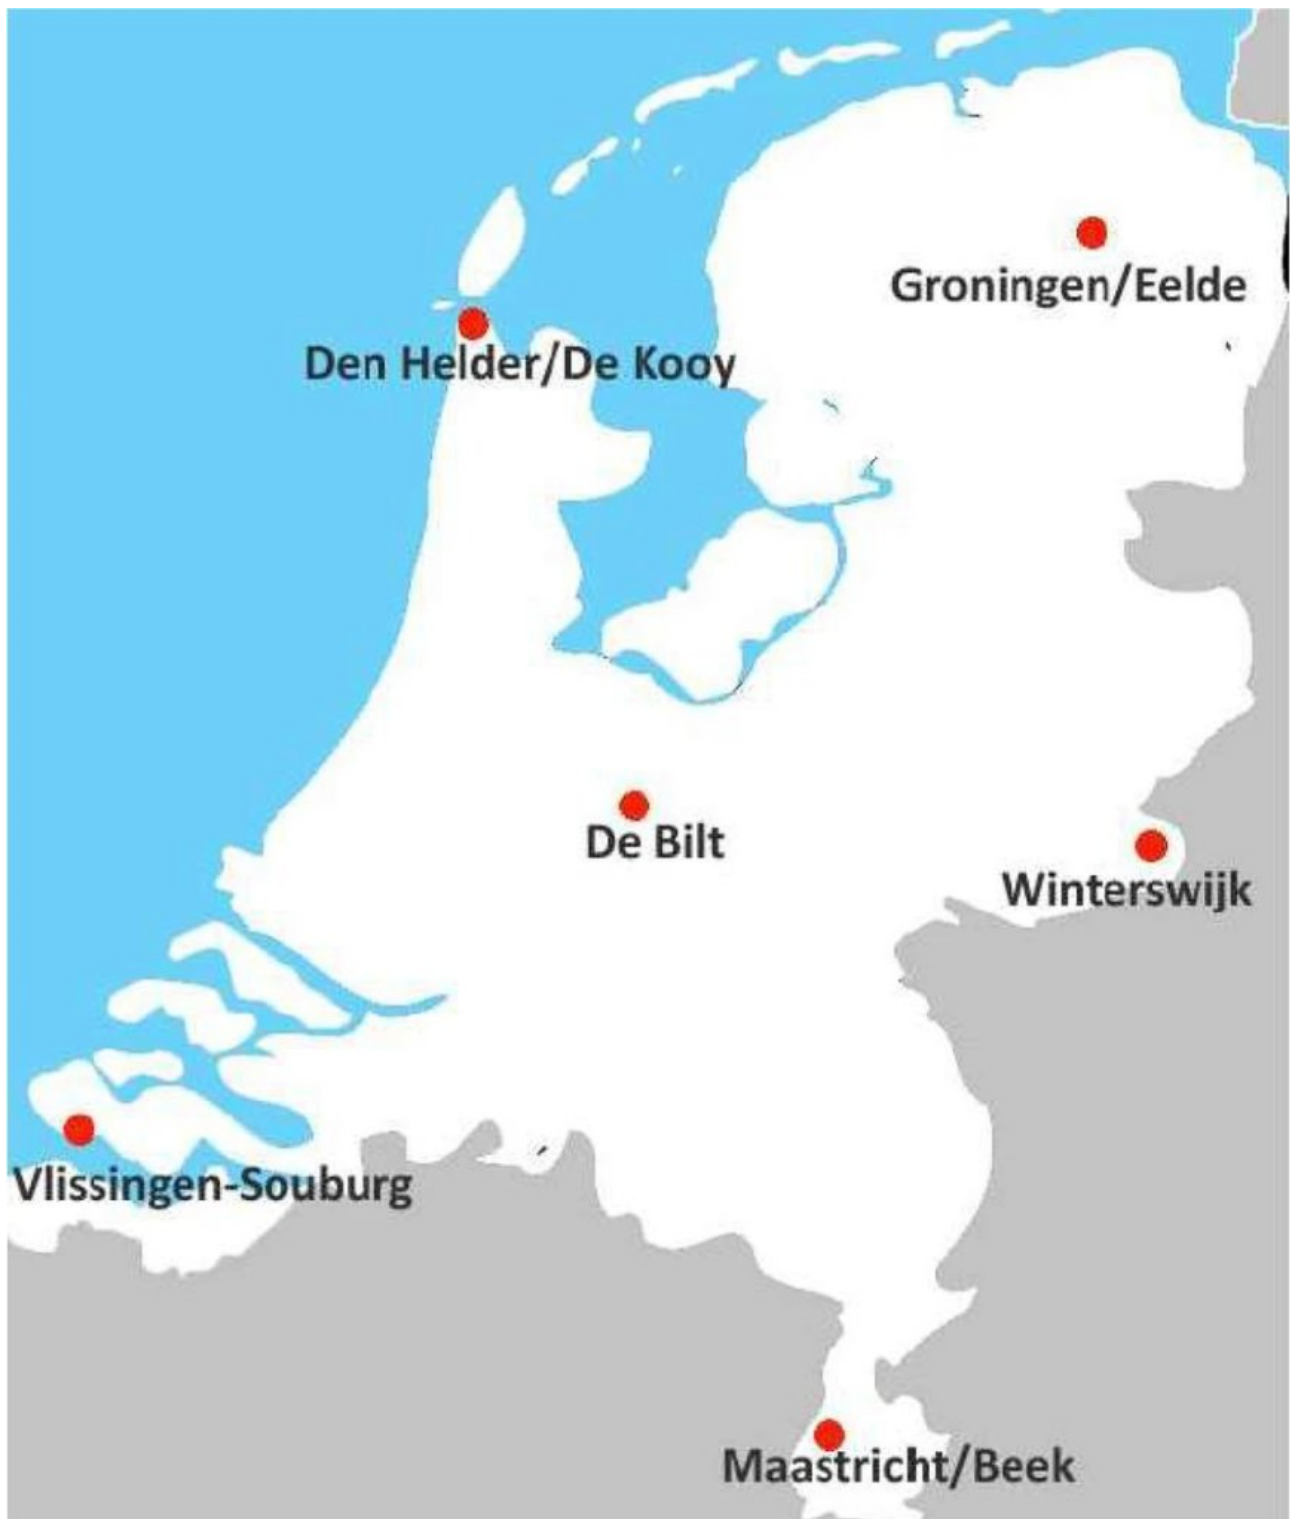 Groningen/Eelde
Den Helder/De Kooy
De Bilt
Winterswijk
Vlissingen-Souburg
Maastricht/Beek